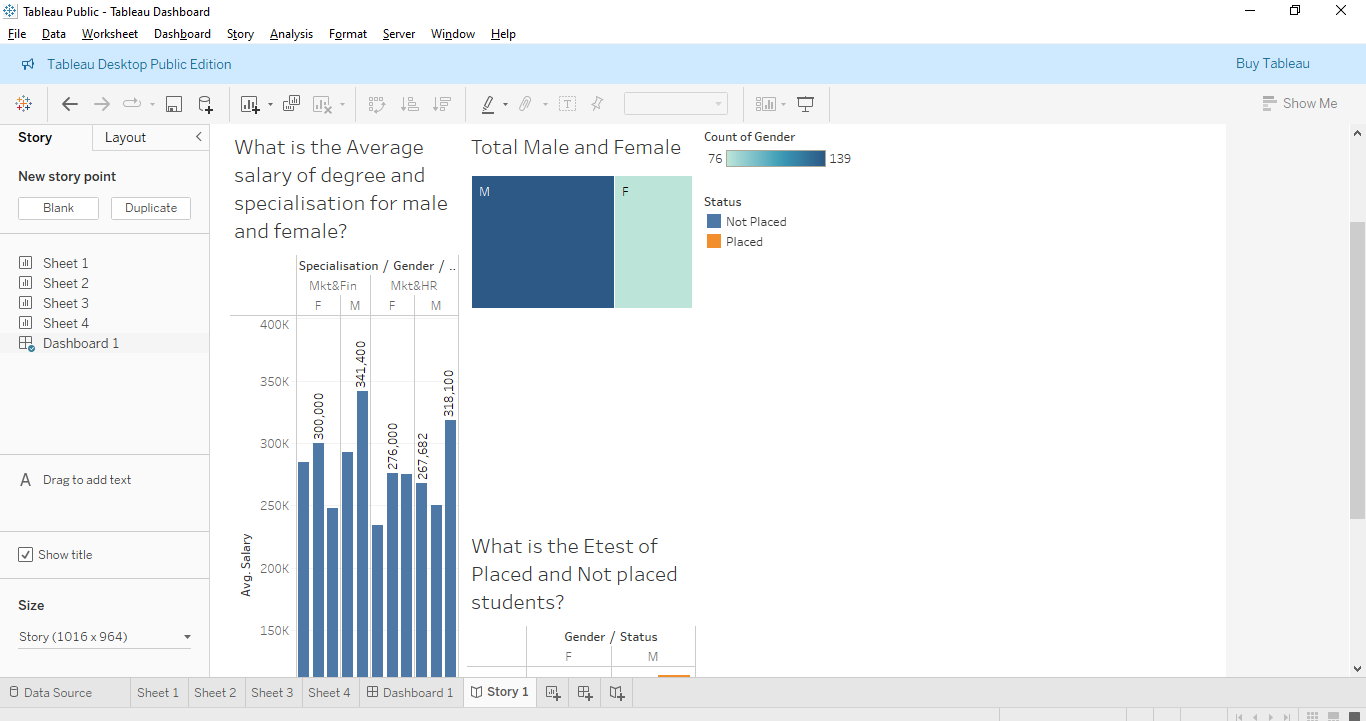 Tableau Public - Tableau Dashboard
File Data Worksheet Dashboard Story Analysis Format Server Window Help
Tableau Desktop Public Edition
Buy Tableau
Show Me
Story
Layout
New story point
Blank
Duplicate
Sheet 1
Sheet 2
Sheet 3
Sheet 4
Dashboard 1
A Drag to add text
Show title
Size
Story (1016 x 964)
What is the Average
salary of degree and
specialisation for male
and female?
Specialisation / Gender / ..
Mkt&Fin Mkt&HR
F M F M
400K
350K
300K
250K
200K
150K
Avg. Salary
300,000
341,400
276,000
267,682
318,100
Total Male and Female
M
F
What is the Etest of
Placed and Not placed
students?
Gender / Status
F M
Count of Gender
76 139
Status
Not Placed
Placed
Data Source Sheet 1 Sheet 2 Sheet 3 Sheet 4 Dashboard 1 Story 1